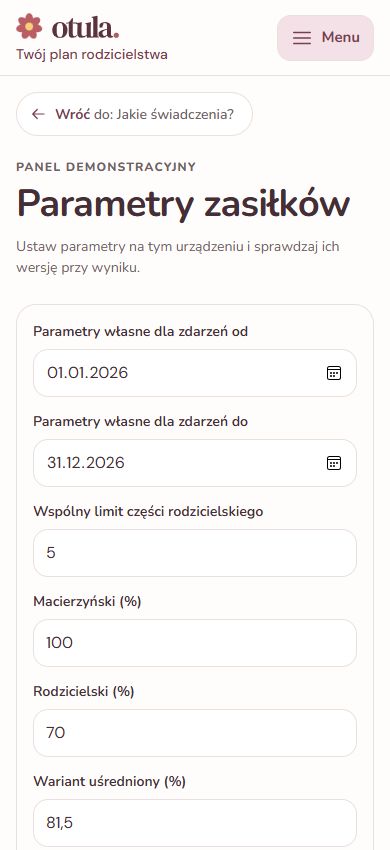 otula.
Twój plan rodzicielstwa
Menu
Wróć do: Jakie świadczenia?
PANEL DEMONSTRACYJNY
Parametry zasiłków
Ustaw parametry na tym urządzeniu i sprawdzaj ich
wersję przy wyniku.
Parametry własne dla zdarzeń od
01.01.2026
Parametry własne dla zdarzeń do
31.12.2026
Wspólny limit części rodzicielskiego
5
Macierzyński (%)
100
Rodzicielski (%)
70
Wariant uśredniony (%)
81,5